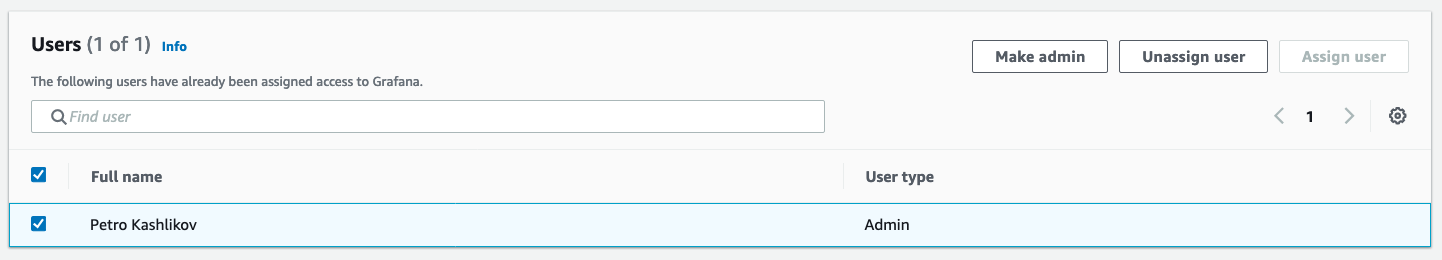 Users (1 of 1) Info
Make admin Unassign user Assign user
The following users have already been assigned access to Grafana.
Find user
1
Full name User type
Petro Kashlikov Admin